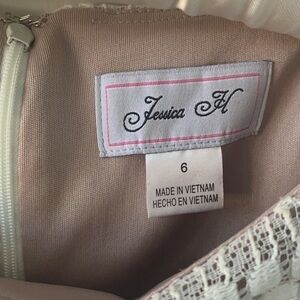 Jessica H
6
MADE IN VIETNAM
HECHO EN VIETNAM